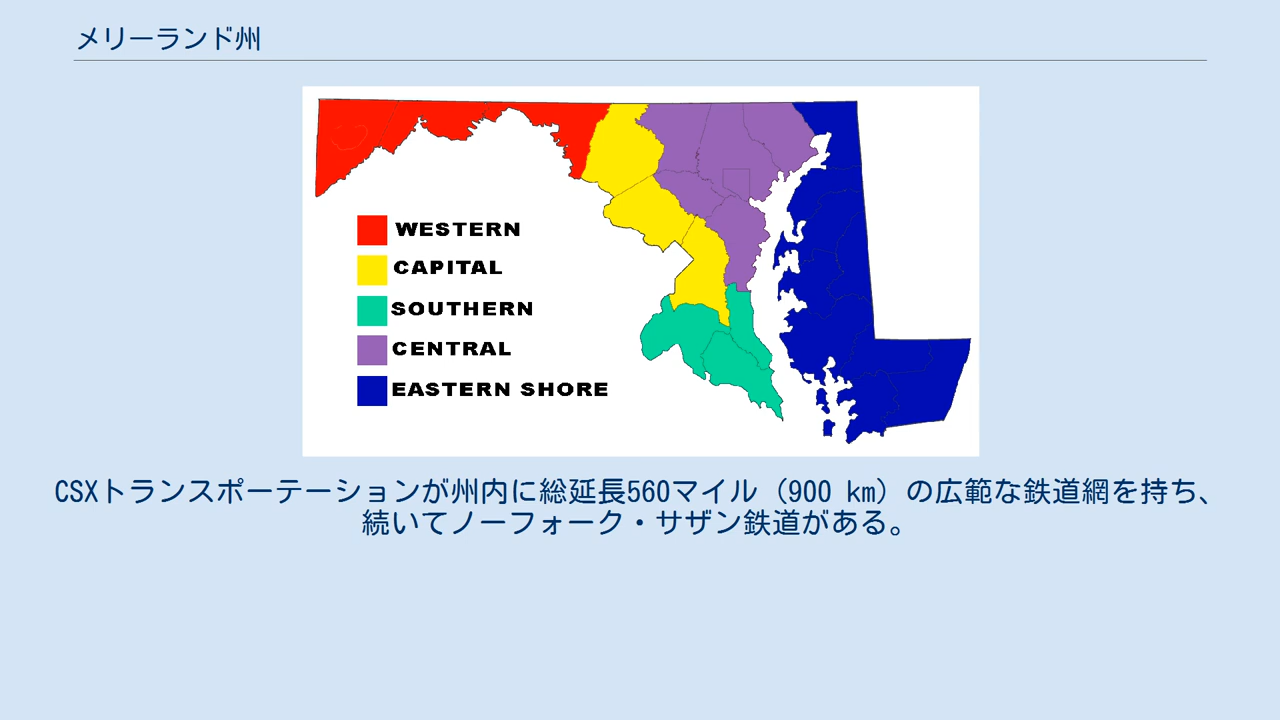 メリーランド州
WESTERN
CAPITAL
SOUTHERN
CENTRAL
EASTERN SHORE
CSXトランスポーテーションが州内に総延長560マイル (900 km) の広範な鉄道網を持ち、
続いてノーフォーク・サザン鉄道がある。